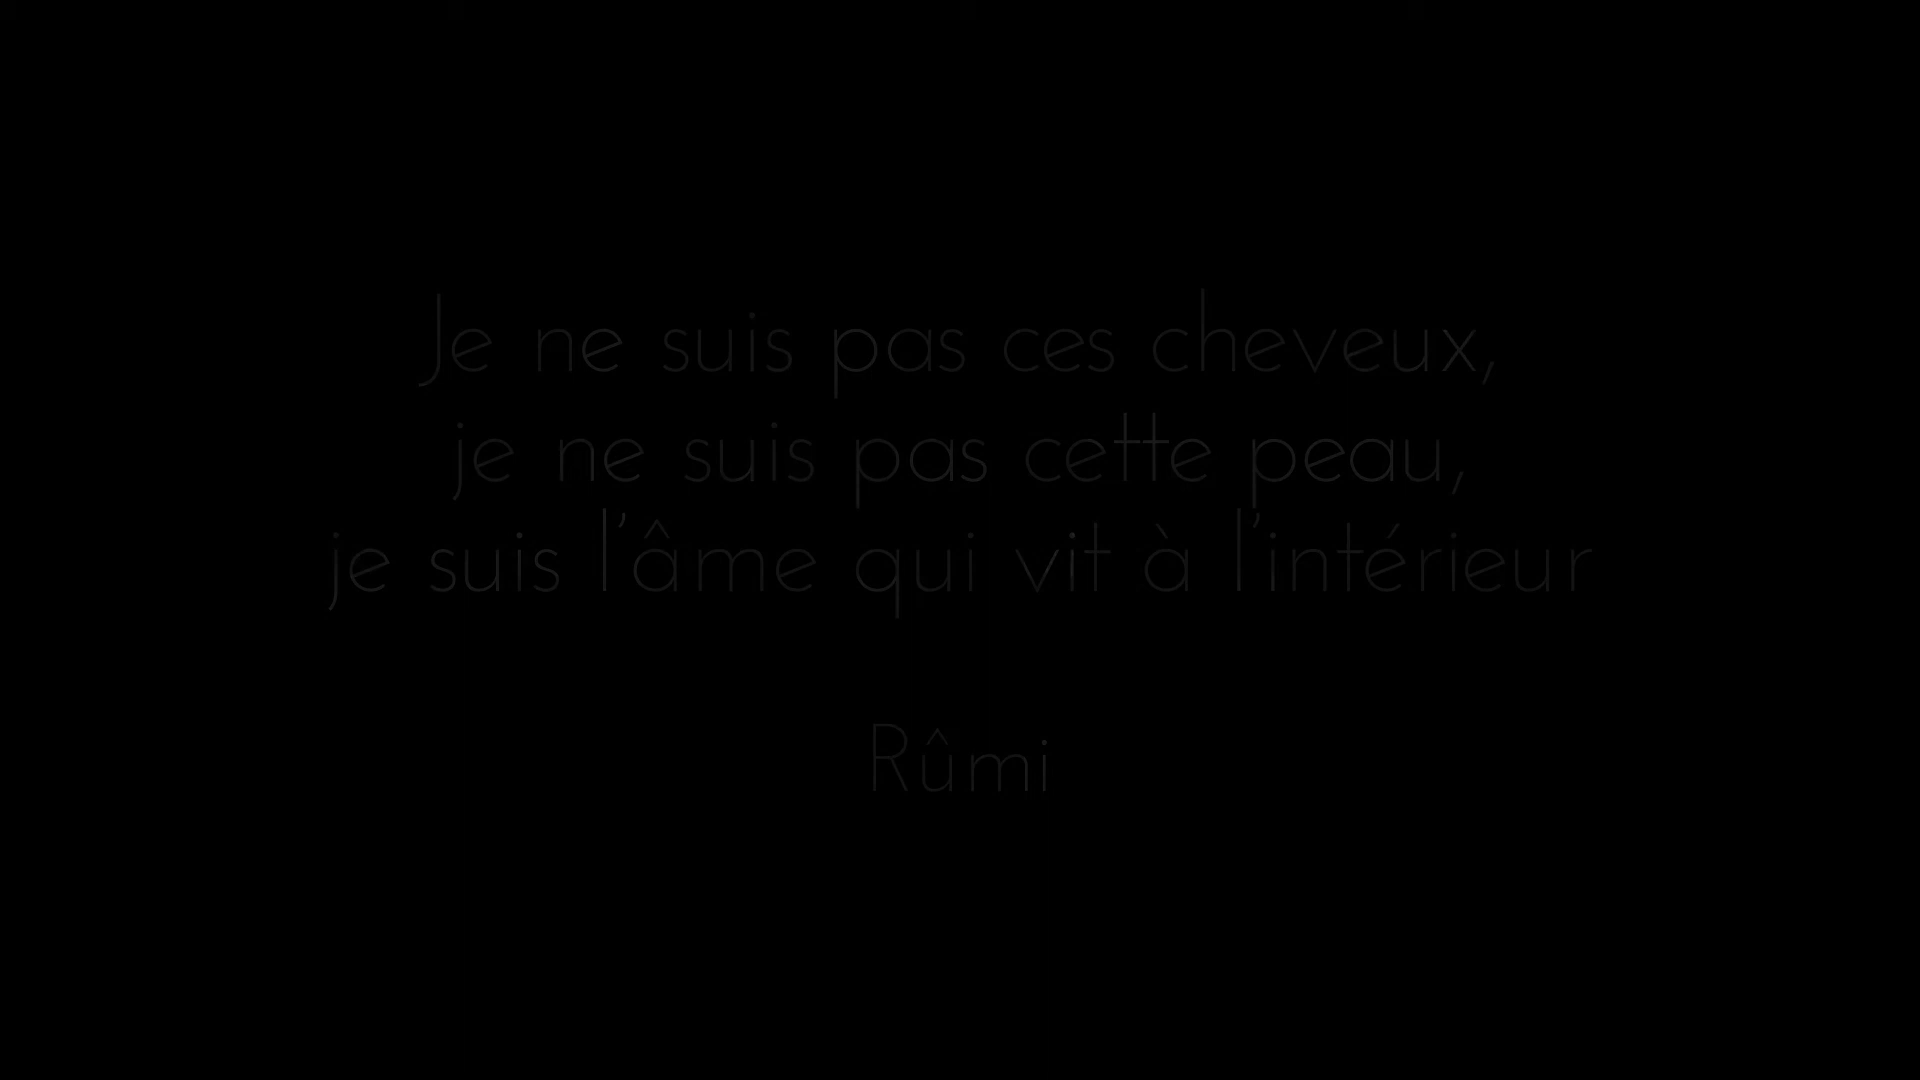 Je ne suis pas ces cheveux,
je ne suis pas cette peau,
je suis l’âme qui vit à l’intérieur
Rûmi